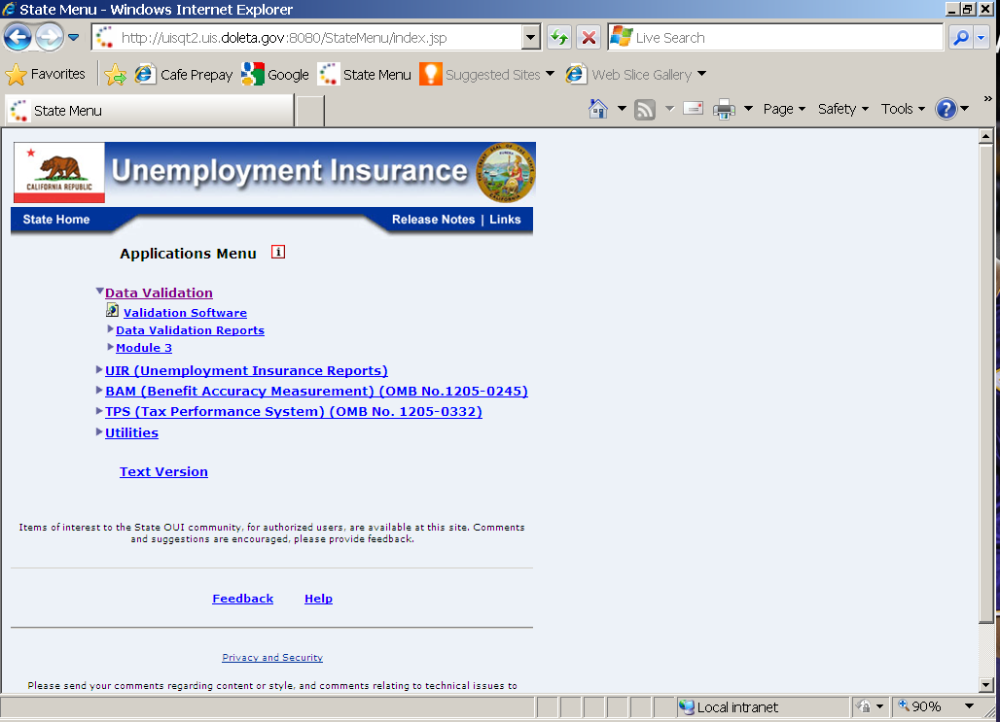 State Menu - Windows Internet Explorer
http://uisqt2.uis.doleta.gov:8080/StateMenu/index.jsp
Live Search
Favorites
Cafe Prepay
Google
State Menu
Suggested Sites
Web Slice Gallery
State Menu
Page
Safety
Tools
»
CALIFORNIA REPUBLIC
Unemployment Insurance
State Home
Release Notes | Links
Applications Menu
Data Validation
Validation Software
Data Validation Reports
Module 3
UIR (Unemployment Insurance Reports)
BAM (Benefit Accuracy Measurement) (OMB No.1205-0245)
TPS (Tax Performance System) (OMB No. 1205-0332)
Utilities
Text Version
Items of interest to the State OUI community, for authorized users, are available at this site. Comments
and suggestions are encouraged, please provide feedback.
Feedback Help
Privacy and Security
Please send your comments regarding content or style, and comments relating to technical issues to
Local intranet
90%